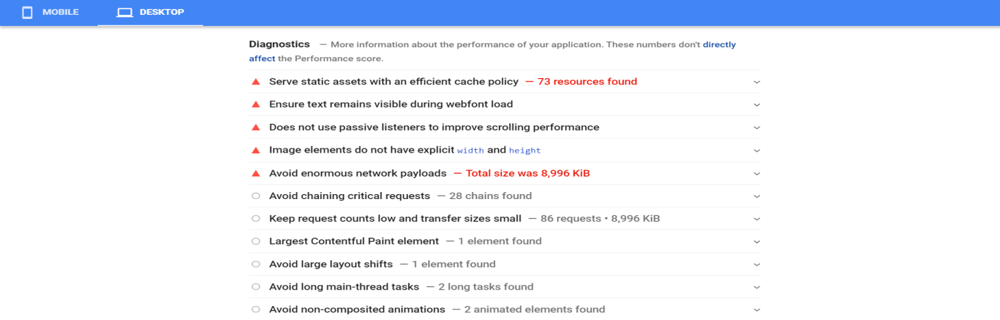 MOBILE DESKTOP
Diagnostics — More information about the performance of your application. These numbers don't directly
affect the Performance score.
Serve static assets with an efficient cache policy — 73 resources found
Ensure text remains visible during webfont load
Does not use passive listeners to improve scrolling performance
Image elements do not have explicit width and height
Avoid enormous network payloads — Total size was 8,996 KiB
Avoid chaining critical requests — 28 chains found
Keep request counts low and transfer sizes small — 86 requests • 8,996 KiB
Largest Contentful Paint element — 1 element found
Avoid large layout shifts — 1 element found
Avoid long main-thread tasks — 2 long tasks found
Avoid non-composited animations — 2 animated elements found